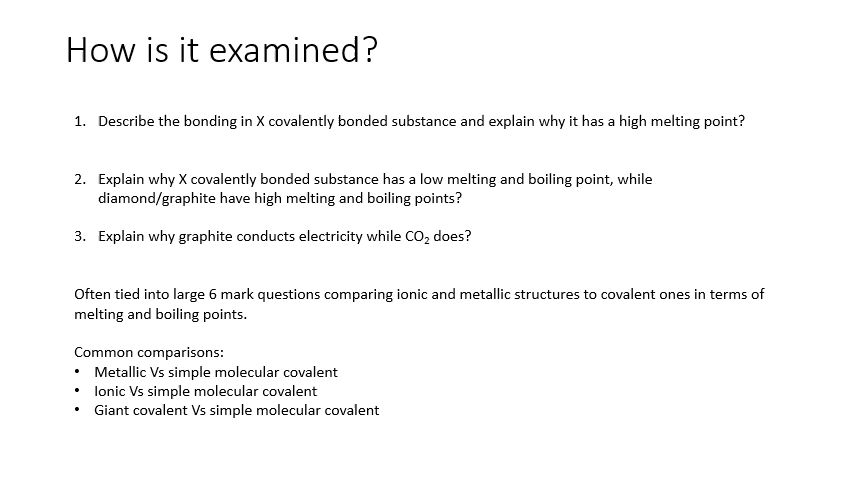 How is it examined?
1. Describe the bonding in X covalently bonded substance and explain why it has a high melting point?
2. Explain why X covalently bonded substance has a low melting and boiling point, while
diamond/graphite have high melting and boiling points?
3. Explain why graphite conducts electricity while CO₂ does?
Often tied into large 6 mark questions comparing ionic and metallic structures to covalent ones in terms of
melting and boiling points.
Common comparisons:
• Metallic Vs simple molecular covalent
• Ionic Vs simple molecular covalent
• Giant covalent Vs simple molecular covalent